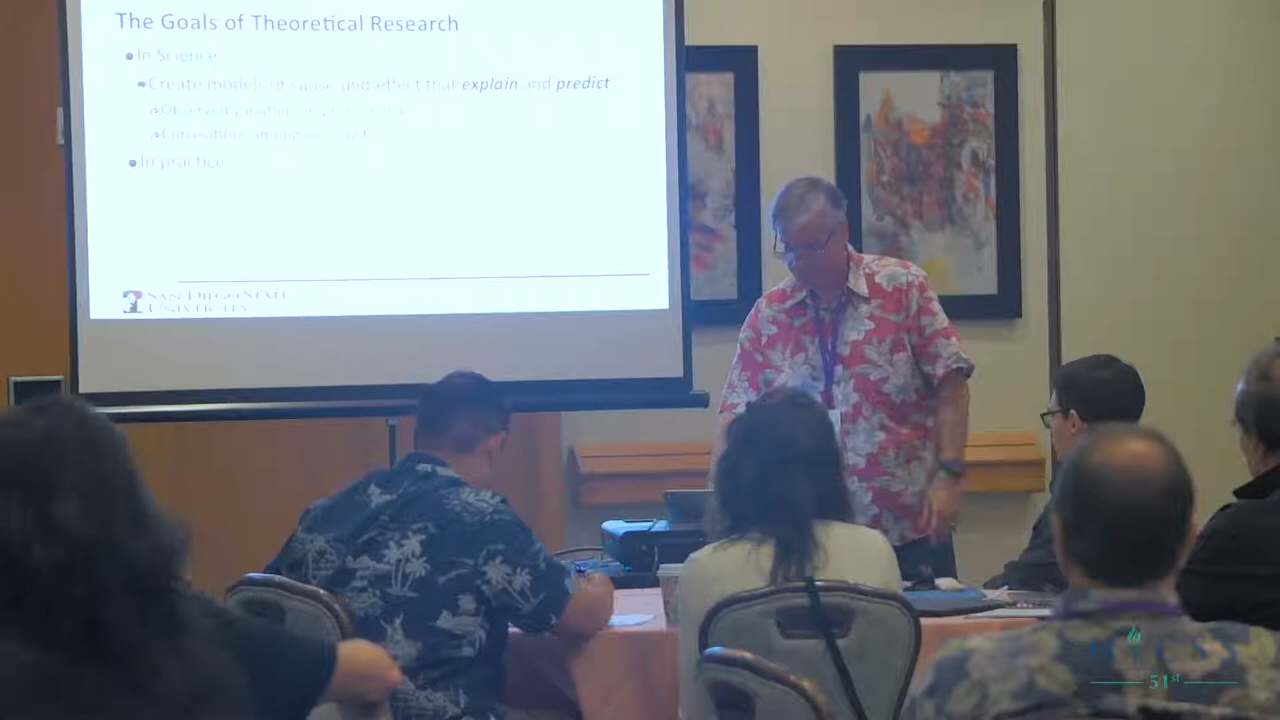 The Goals of Theoretical Research
In Science
Create models of cause and effect that explain and predict
In practice
SAN DIEGO STATE
UNIVERSITY
HICSS
51st